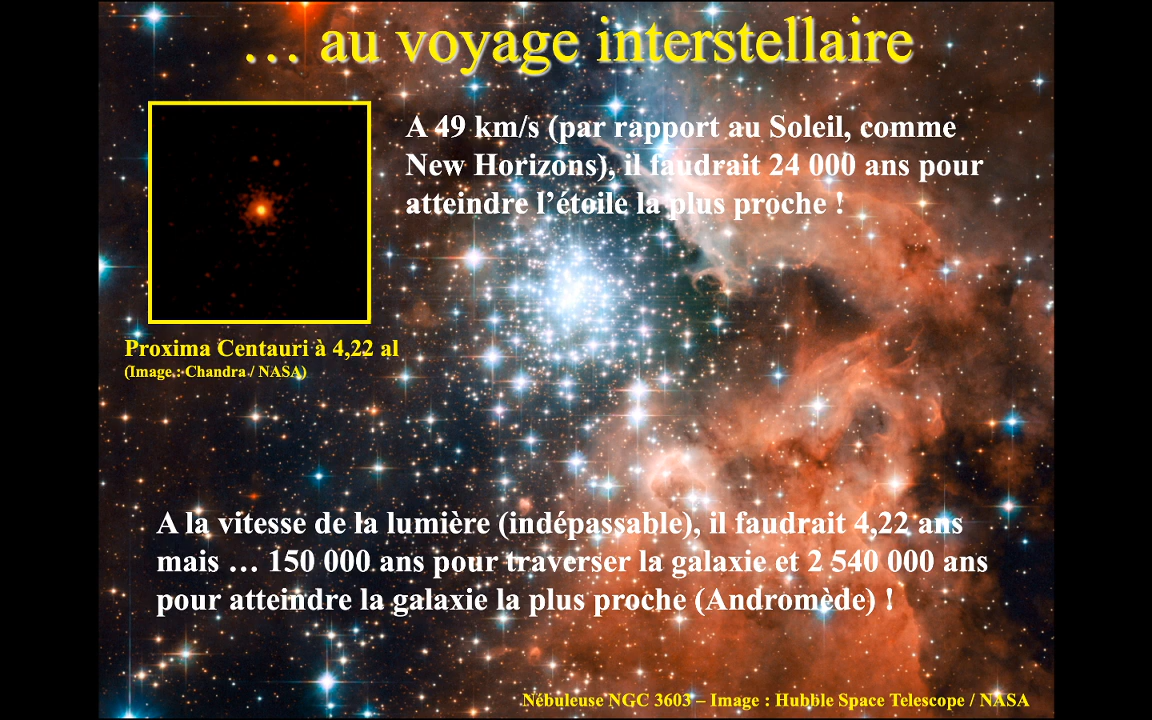 … au voyage interstellaire
A 49 km/s (par rapport au Soleil, comme
New Horizons), il faudrait 24 000 ans pour
atteindre l’étoile la plus proche !
Proxima Centauri à 4,22 al
(Image : Chandra / NASA)
A la vitesse de la lumière (indépassable), il faudrait 4,22 ans
mais … 150 000 ans pour traverser la galaxie et 2 540 000 ans
pour atteindre la galaxie la plus proche (Andromède) !
Nébuleuse NGC 3603 – Image : Hubble Space Telescope / NASA